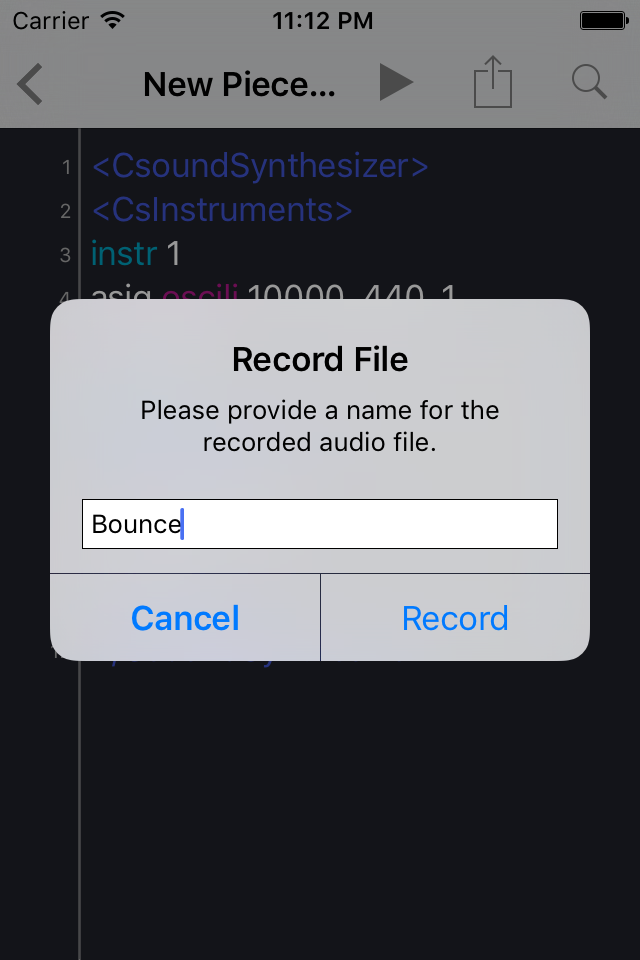 Carrier 11:12 PM
New Piece...
1 <CsoundSynthesizer>
2 <CsInstruments>
3 instr 1
4 asig oscili 10000, 440, 1
Record File
Please provide a name for the
recorded audio file.
Bounce
Cancel Record